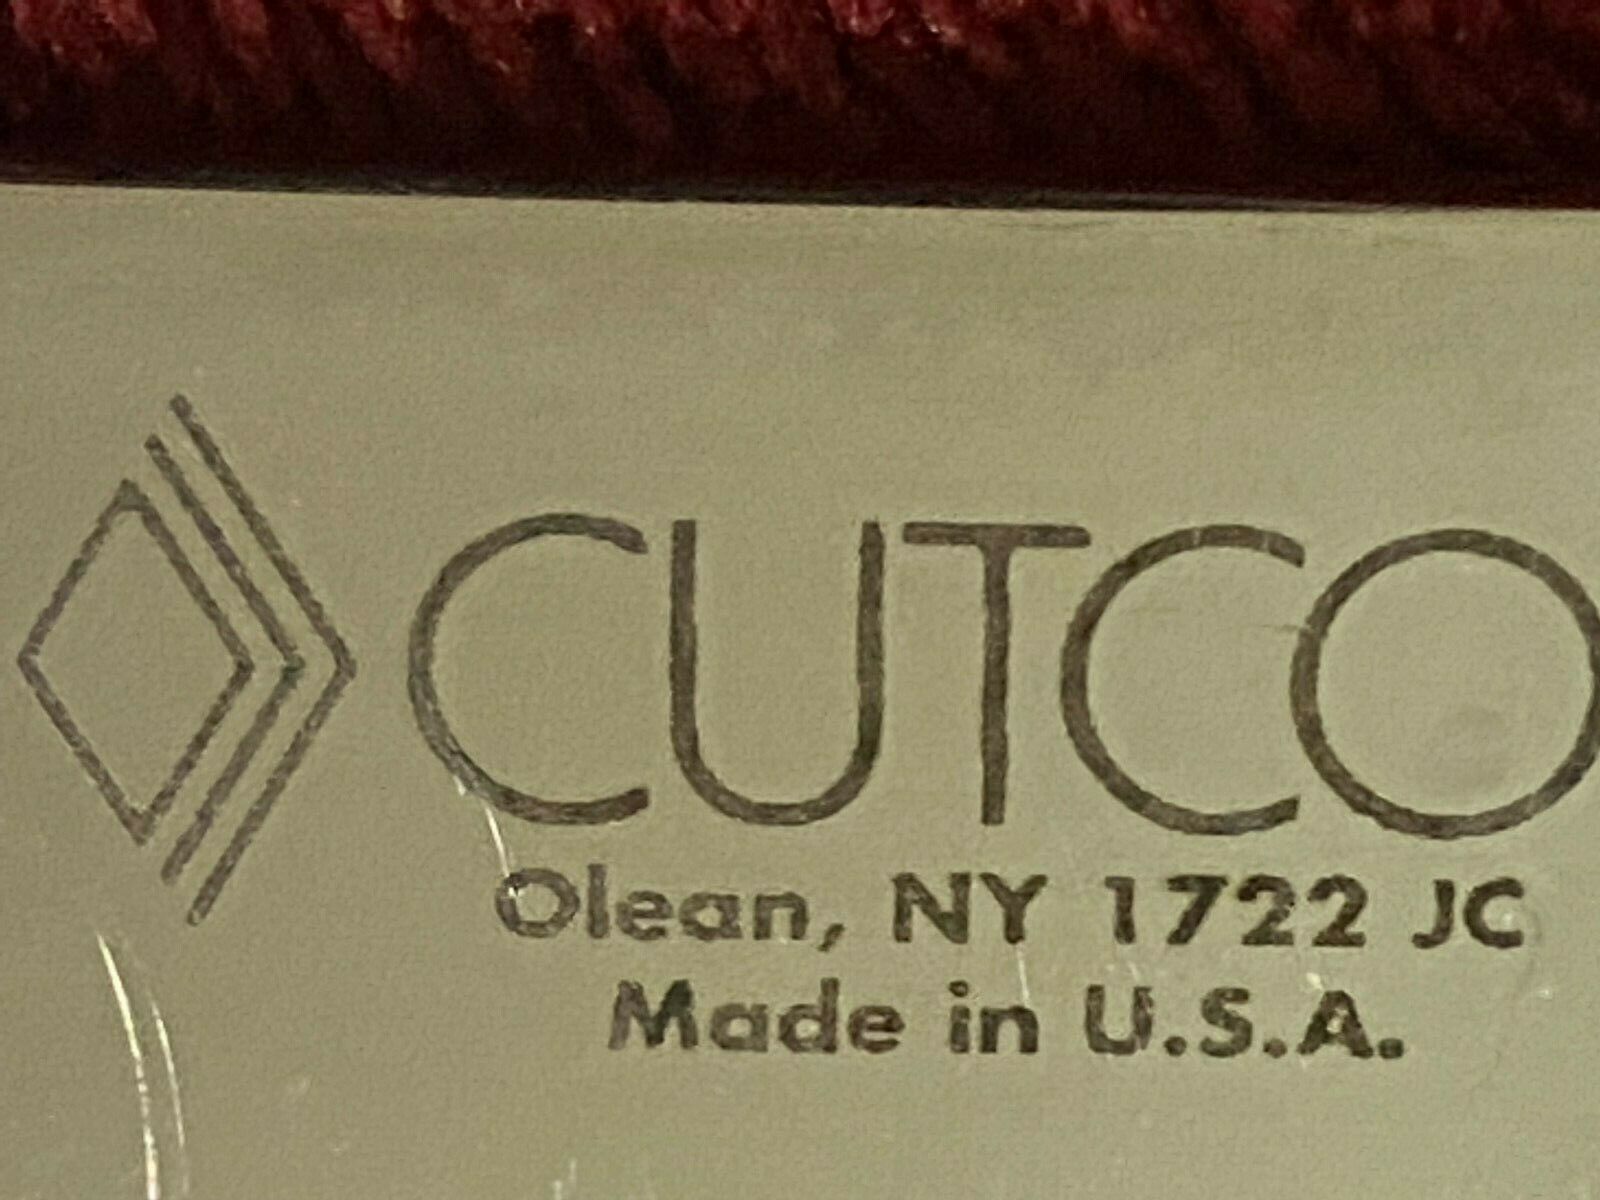 CUTCO
Olean, NY 1722 JC
Made in U.S.A.